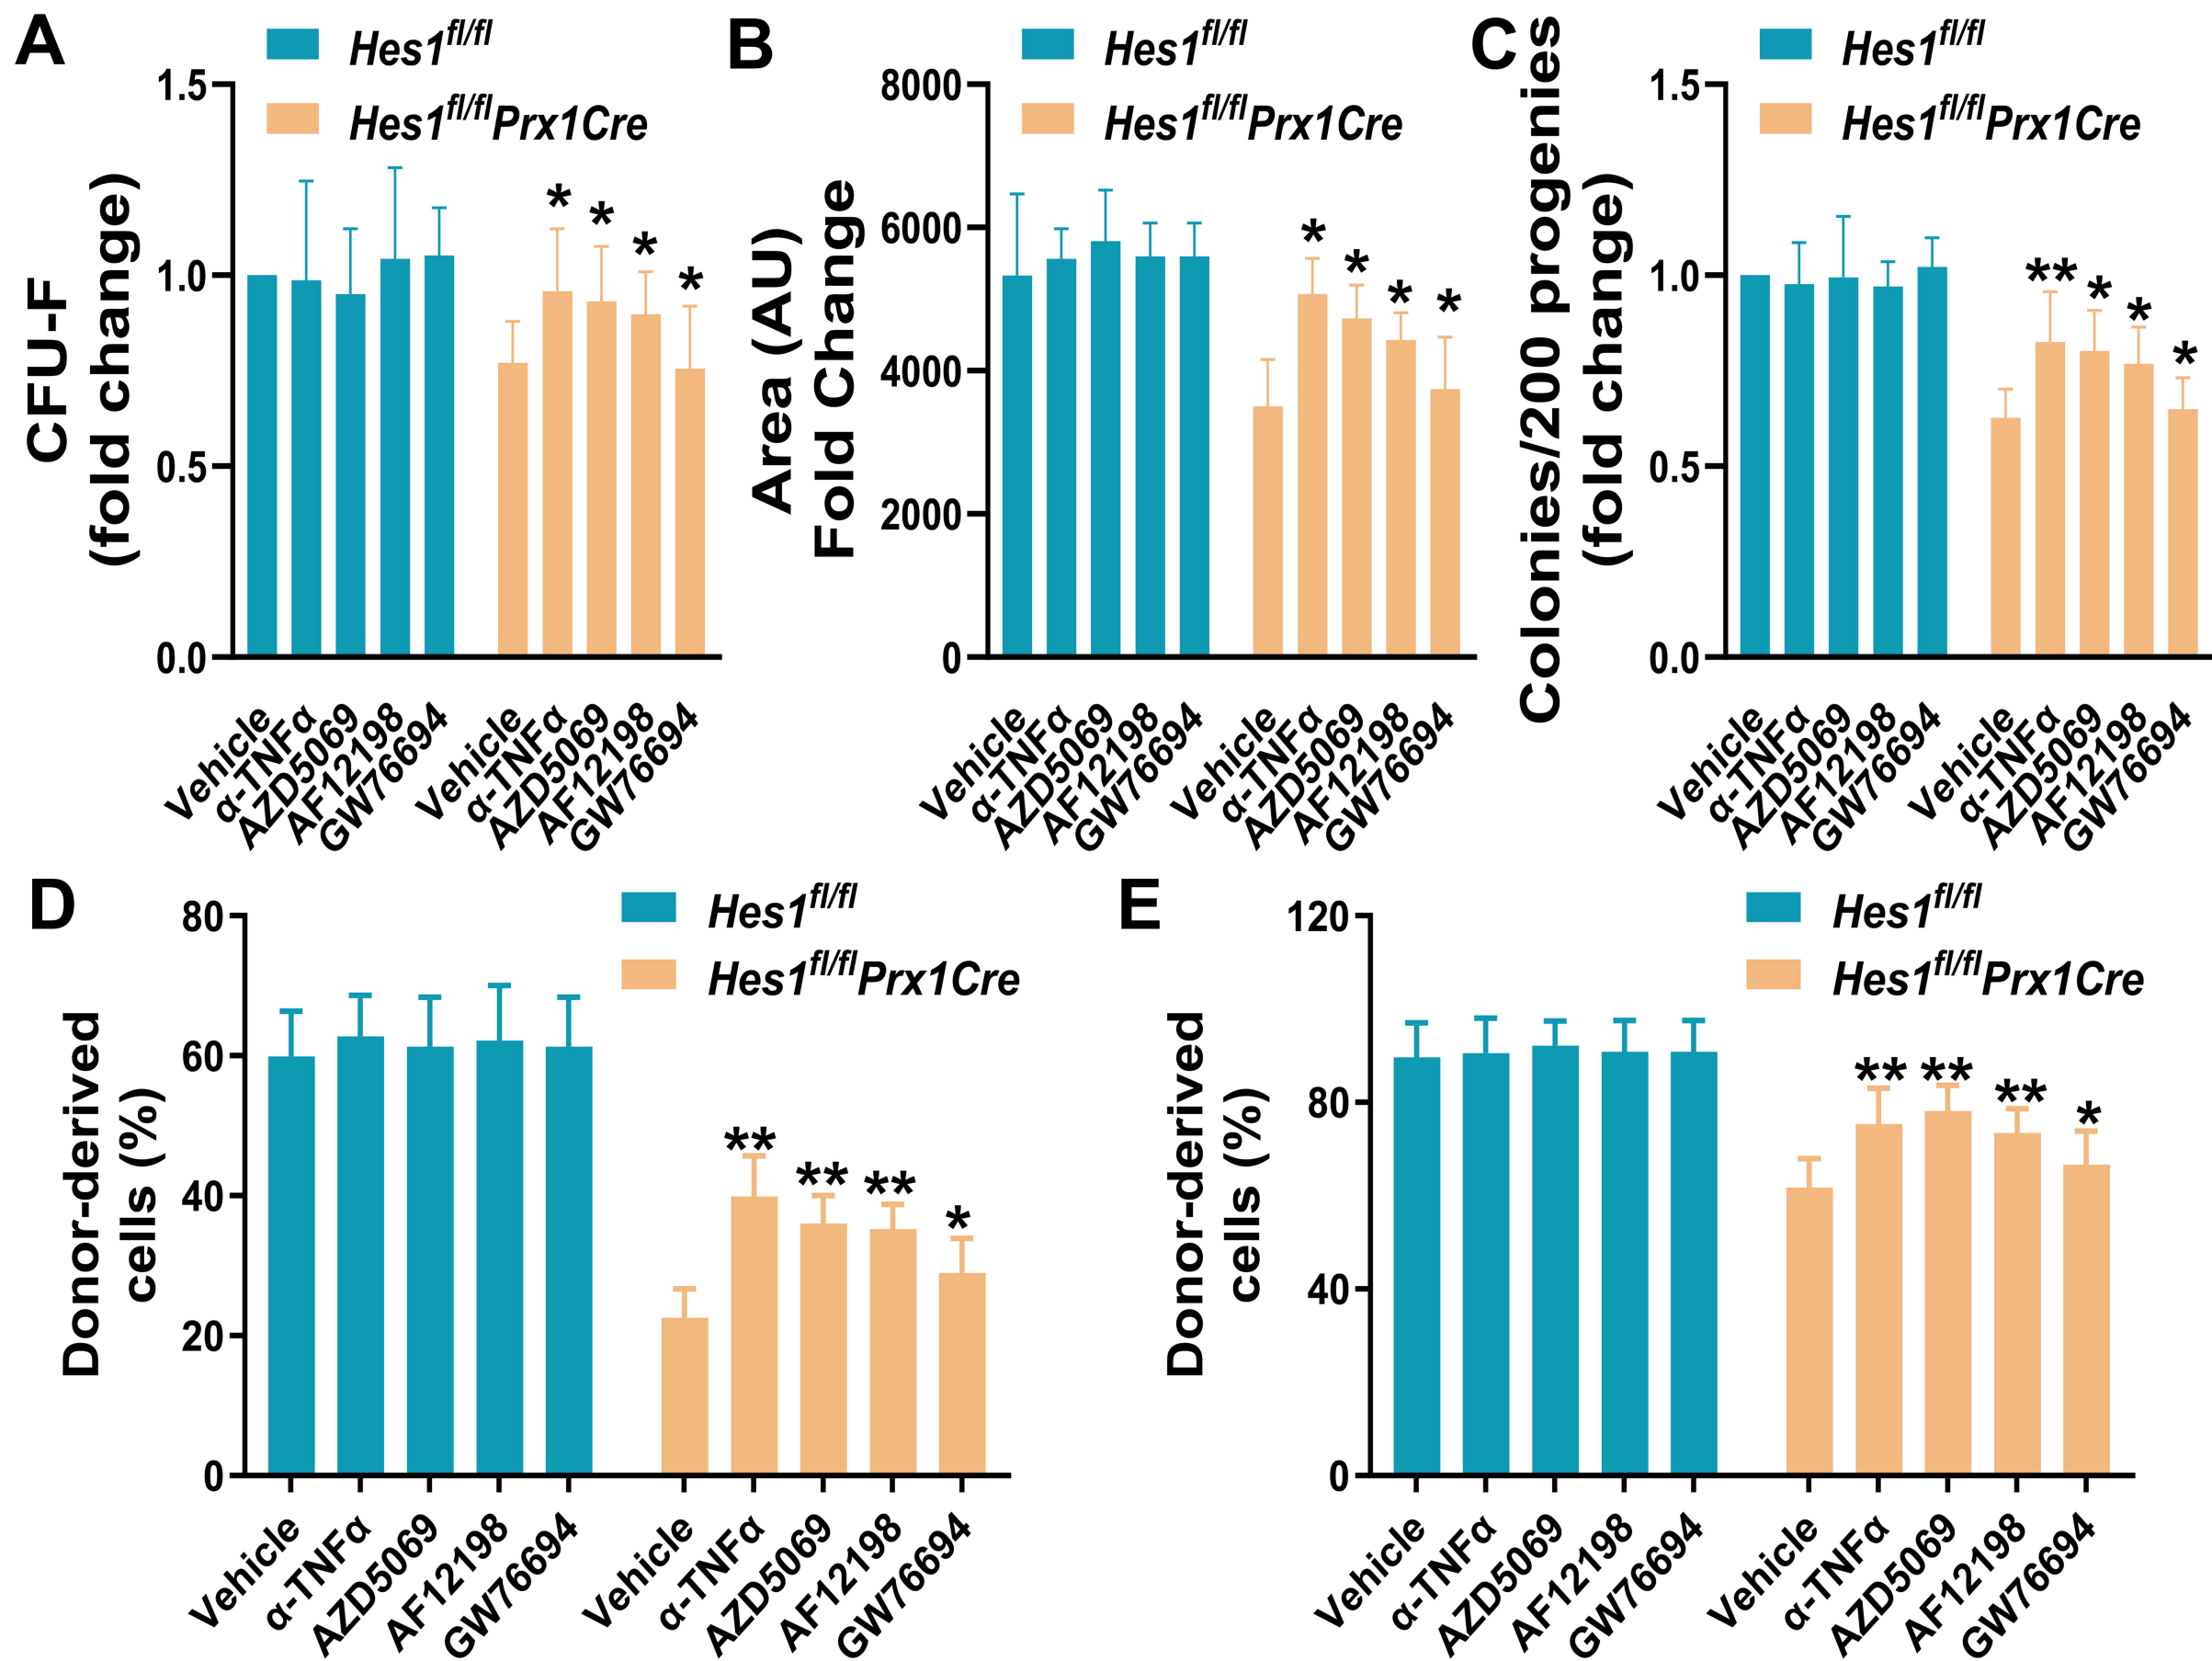 A
Hes1fl/fl
Hes1fl/flPrx1Cre
CFU-F
(fold change)
1.5
1.0
0.5
0.0
* * * *
Vehicle
α-TNFα
AZD5069
AF12198
GW76694
Vehicle
α-TNFα
AZD5069
AF12198
GW76694
B
Hes1fl/fl
Hes1fl/flPrx1Cre
Area (AU)
Fold Change
8000
6000
4000
2000
0
* * * *
Vehicle
α-TNFα
AZD5069
AF12198
GW76694
Vehicle
α-TNFα
AZD5069
AF12198
GW76694
C
Hes1fl/fl
Hes1fl/flPrx1Cre
Colonies/200 progenies
(fold change)
1.5
1.0
0.5
0.0
** * * *
Vehicle
α-TNFα
AZD5069
AF12198
GW76694
Vehicle
α-TNFα
AZD5069
AF12198
GW76694
D
Hes1fl/fl
Hes1fl/flPrx1Cre
Donor-derived
cells (%)
80
60
40
20
0
** ** ** *
Vehicle
α-TNFα
AZD5069
AF12198
GW76694
Vehicle
α-TNFα
AZD5069
AF12198
GW76694
E
Hes1fl/fl
Hes1fl/flPrx1Cre
Donor-derived
cells (%)
120
80
40
0
** ** ** *
Vehicle
α-TNFα
AZD5069
AF12198
GW76694
Vehicle
α-TNFα
AZD5069
AF12198
GW76694